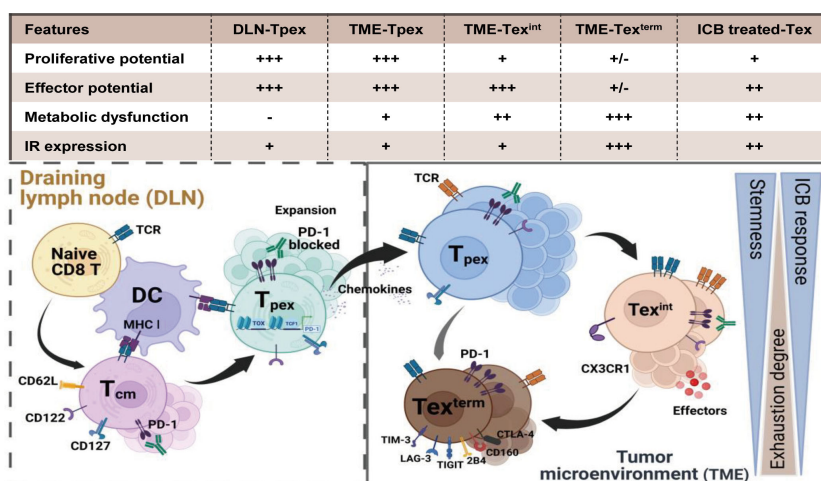 Features DLN-Tpex TME-Tpex TME-Tex^int TME-Tex^term ICB treated-Tex
Proliferative potential +++ +++ + +/- +
Effector potential +++ +++ +++ +/- ++
Metabolic dysfunction - + ++ +++ ++
IR expression + + + +++ ++
Draining
lymph node (DLN)
TCR
Naive
CD8 T
DC
MHC I
Tcm
CD62L
CD122
CD127
PD-1
Expansion
PD-1
blocked
Tpex
TOX
TCF1
PD-1
Chemokines
TCR
Tpex
Tex^int
CX3CR1
Effectors
PD-1
Tex^term
TIM-3
LAG-3
TIGIT
2B4
CD160
CTLA-4
Tumor
microenvironment (TME)
Stemness
ICB response
Exhaustion degree